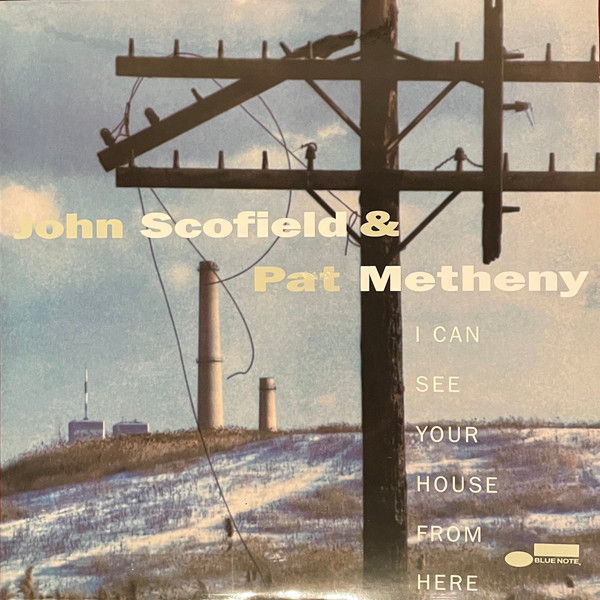 John Scofield &
Pat Metheny
I CAN
SEE
YOUR
HOUSE
FROM
HERE
BLUE NOTE